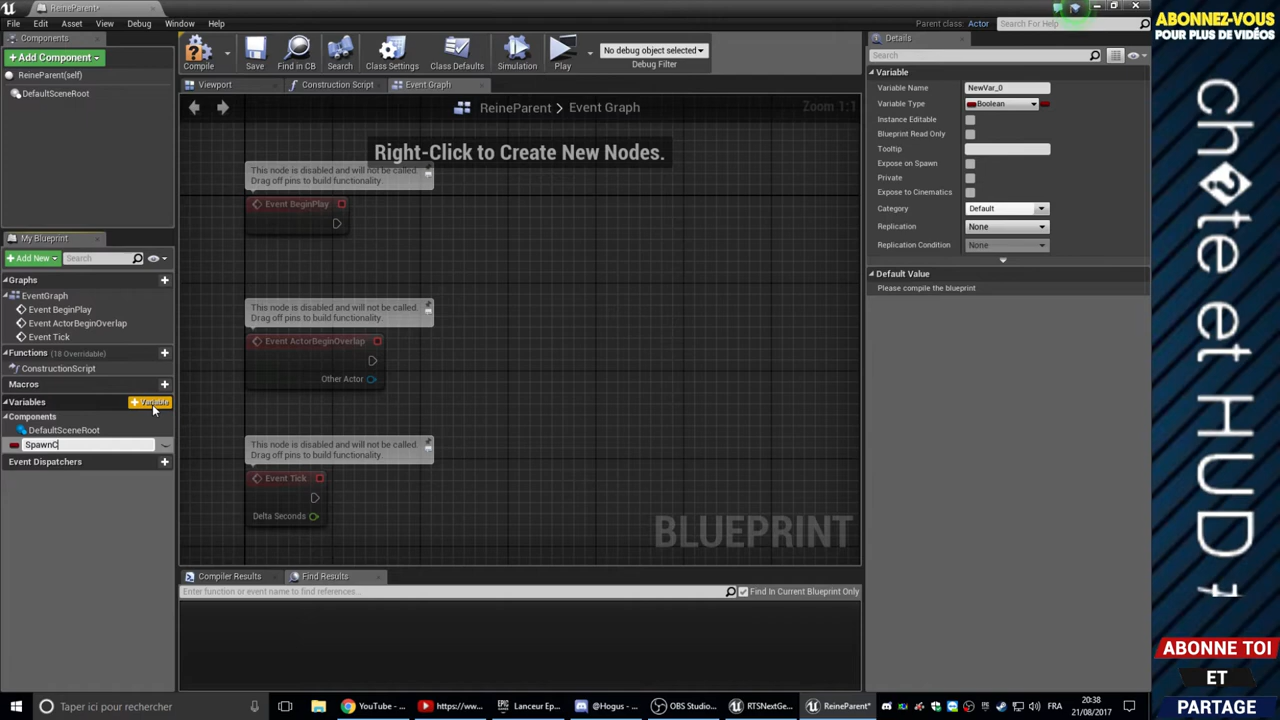 ReineParent*
File Edit Asset View Debug Window Help
Parent class: Actor
Search For Help
Components
+ Add Component
ReineParent(self)
DefaultSceneRoot
Compile
Save
Find in CB
Search
Class Settings
Class Defaults
Simulation
Play
No debug object selected
Debug Filter
Viewport
Construction Script
Event Graph
ReineParent > Event Graph
Zoom 1:1
Right-Click to Create New Nodes.
This node is disabled and will not be called.
Drag off pins to build functionality.
Event BeginPlay
This node is disabled and will not be called.
Drag off pins to build functionality.
Event ActorBeginOverlap
Other Actor
This node is disabled and will not be called.
Drag off pins to build functionality.
Event Tick
Delta Seconds
BLUEPRINT
My Blueprint
+ Add New
Search
Graphs
EventGraph
Event BeginPlay
Event ActorBeginOverlap
Event Tick
Functions (18 Overridable)
ConstructionScript
Macros
Variables
+ Variable
Components
DefaultSceneRoot
SpawnC
Event Dispatchers
Compiler Results
Find Results
Enter function or event name to find references...
Find In Current Blueprint Only
Details
Search
Variable
Variable Name NewVar_0
Variable Type Boolean
Instance Editable
Blueprint Read Only
Tooltip
Expose on Spawn
Private
Expose to Cinematics
Category Default
Replication None
Replication Condition None
Default Value
Please compile the blueprint
ABONNEZ-VOUS
POUR PLUS DE VIDÉOS
ABONNE TOI
ET
PARTAGE
Taper ici pour rechercher
YouTube - ...
https://ww...
Lanceur Ep...
@Hogus - ...
OBS Studio...
RTSNextGe...
ReineParent*
FRA
20:38
21/08/2017